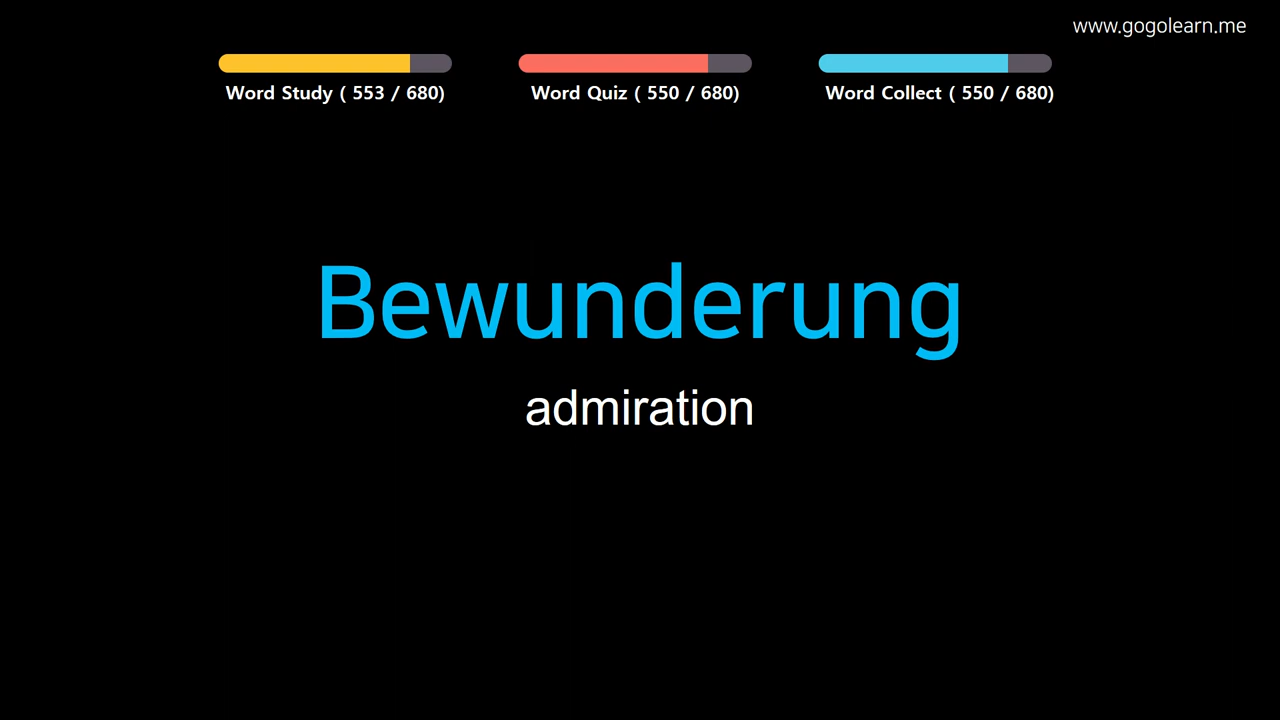 www.gogolearn.me
Word Study ( 553 / 680)
Word Quiz ( 550 / 680)
Word Collect ( 550 / 680)
Bewunderung
admiration